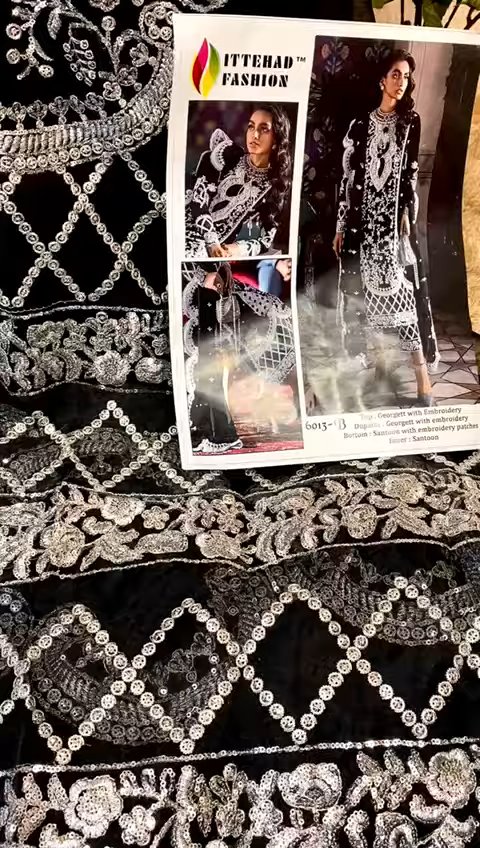 ITTEHAD™
FASHION
6013-B
Top : Georgett with Embroidery
Dupatta : Georgett with embroidery
Bottom : Santoon with embroidery patches
Inner : Santoon